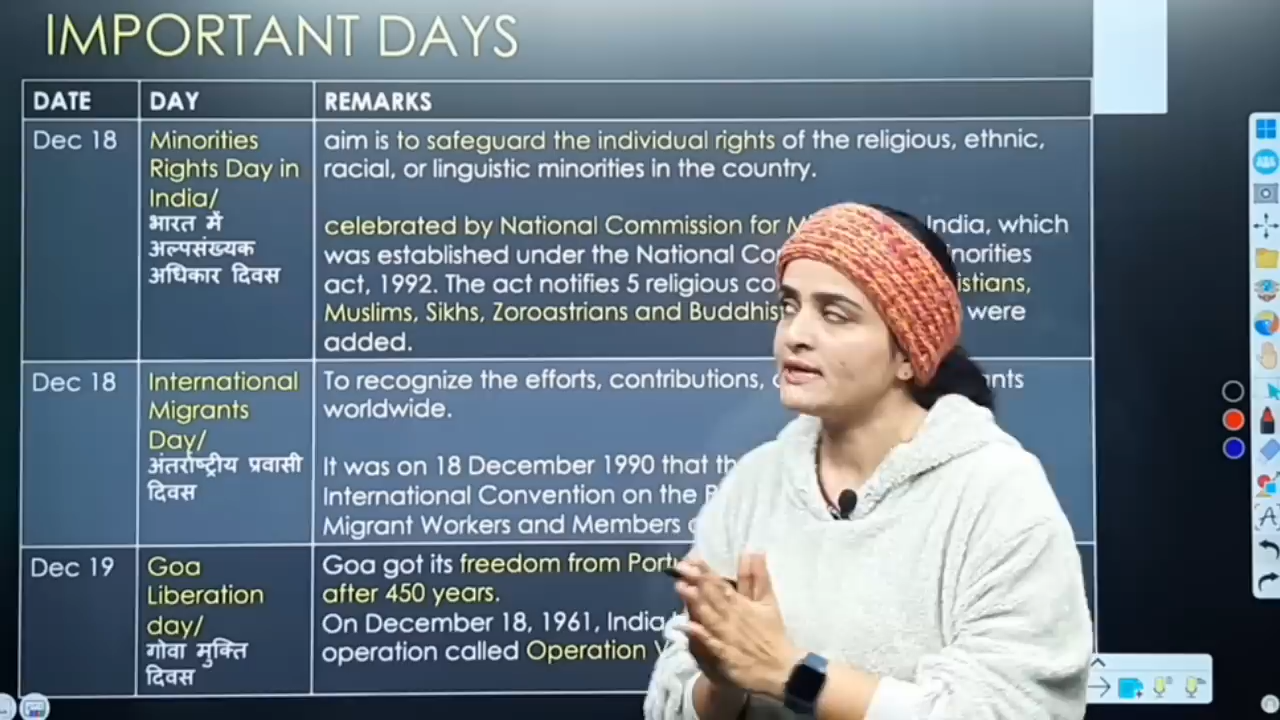 IMPORTANT DAYS
DATE DAY REMARKS
Dec 18
Minorities
Rights Day in
India/
भारत में
अल्पसंख्यक
अधिकार दिवस
aim is to safeguard the individual rights of the religious, ethnic,
racial, or linguistic minorities in the country.
celebrated by National Commission for India, which
was established under the National
act, 1992. The act notifies 5 religious
Muslims, Sikhs, Zoroastrians and were
added.
Dec 18
International
Migrants
Day/
अंतर्राष्ट्रीय प्रवासी
दिवस
To recognize the efforts, contributions,
worldwide.
It was on 18 December 1990 that
International Convention on the
Migrant Workers and Members
Dec 19
Goa
Liberation
day/
गोवा मुक्ति
दिवस
Goa got its freedom from
after 450 years.
On December 18, 1961, India
operation called Operation